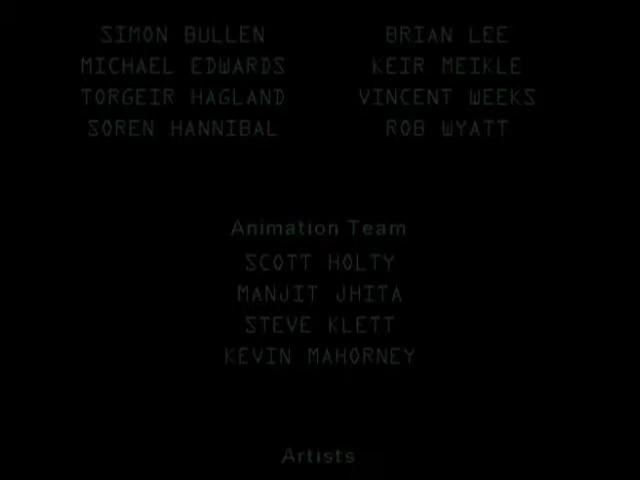 SIMON BULLEN BRIAN LEE
MICHAEL EDWARDS KEIR MEIKLE
TORGEIR HAGLAND VINCENT WEEKS
SOREN HANNIBAL ROB WYATT
Animation Team
SCOTT HOLTY
MANJIT JHITA
STEVE KLETT
KEVIN MAHORNEY
Artists